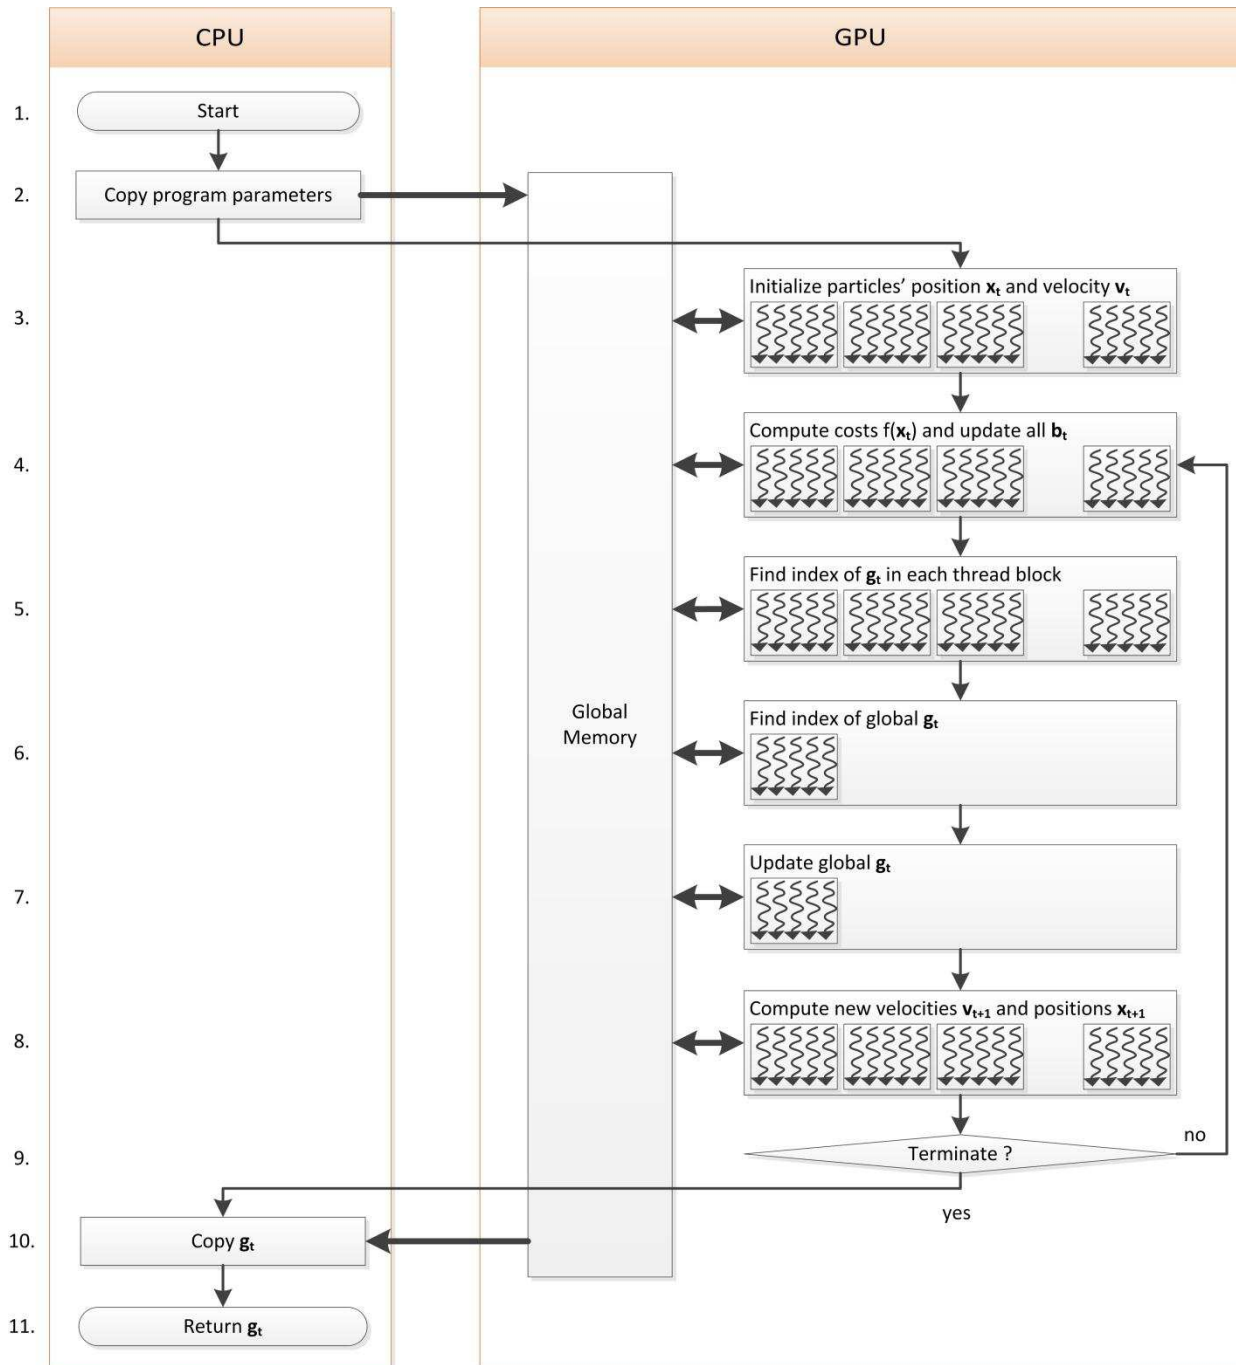 CPU
GPU
1.
Start
2.
Copy program parameters
Initialize particles’ position xt and velocity vt
3.
Compute costs f(xt) and update all bt
4.
Find index of gt in each thread block
5.
Global
Memory
Find index of global gt
6.
Update global gt
7.
Compute new velocities vt+1 and positions xt+1
8.
9.
Terminate ?
no
yes
10.
Copy gt
11.
Return gt